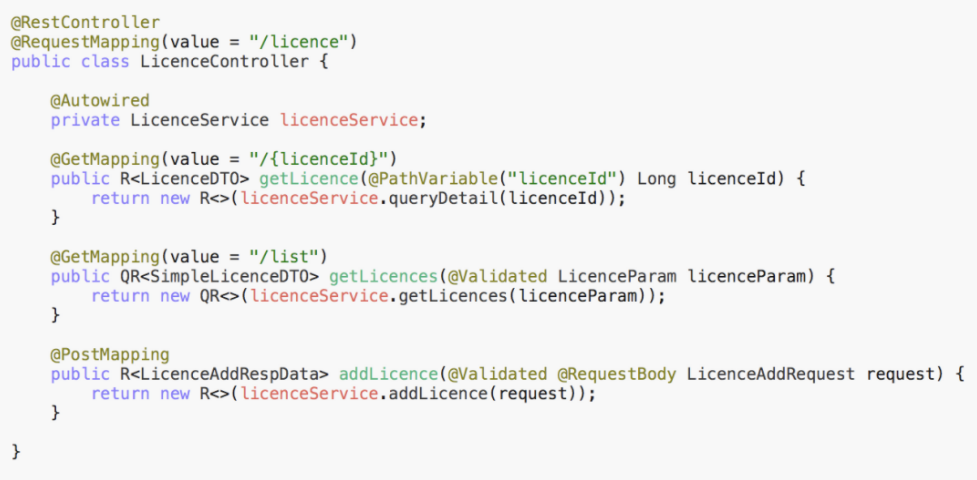 @RestController
@RequestMapping(value = "/licence")
public class LicenceController {
@Autowired
private LicenceService licenceService;
@GetMapping(value = "/{licenceId}")
public R<LicenceDTO> getLicence(@PathVariable("licenceId") Long licenceId) {
return new R<>(licenceService.queryDetail(licenceId));
}
@GetMapping(value = "/list")
public QR<SimpleLicenceDTO> getLicences(@Validated LicenceParam licenceParam) {
return new QR<>(licenceService.getLicences(licenceParam));
}
@PostMapping
public R<LicenceAddRespData> addLicence(@Validated @RequestBody LicenceAddRequest request) {
return new R<>(licenceService.addLicence(request));
}
}